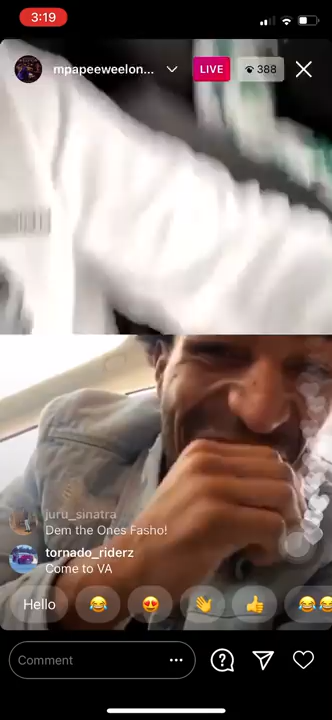 3:19
mpapeeweelon...
LIVE
388
juru_sinatra
Dem the Ones Fasho!
tornado_riderz
Come to VA
Hello
Comment